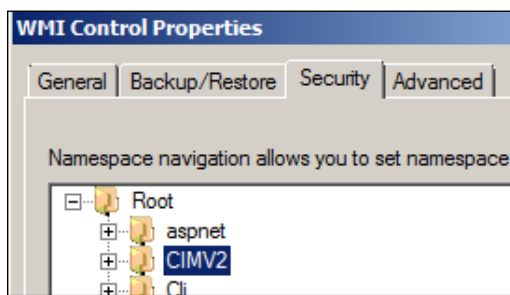 WMI Control Properties
General Backup/Restore Security Advanced
Namespace navigation allows you to set namespace
Root
aspnet
CIMV2
Cli